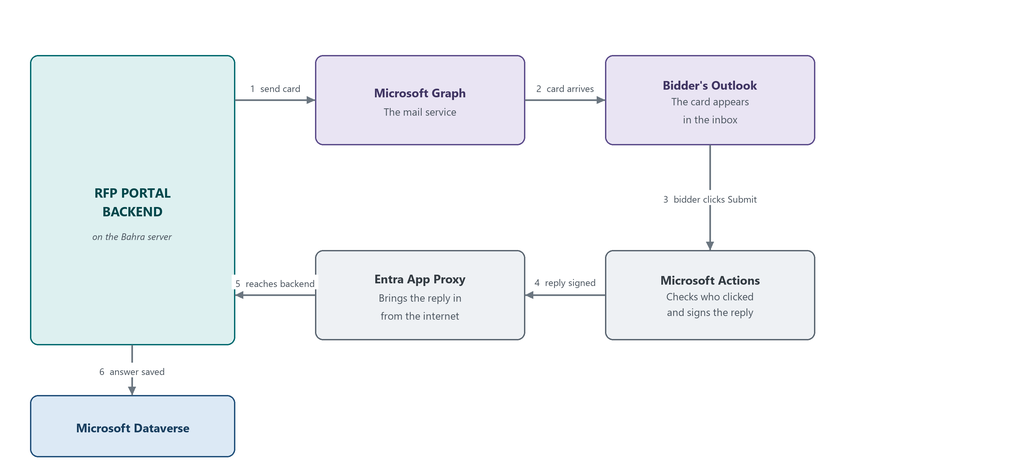 1 send card
Microsoft Graph
The mail service
2 card arrives
Bidder's Outlook
The card appears
in the inbox
RFP PORTAL
BACKEND
on the Bahra server
3 bidder clicks Submit
5 reaches backend
Entra App Proxy
Brings the reply in
from the internet
4 reply signed
Microsoft Actions
Checks who clicked
and signs the reply
6 answer saved
Microsoft Dataverse